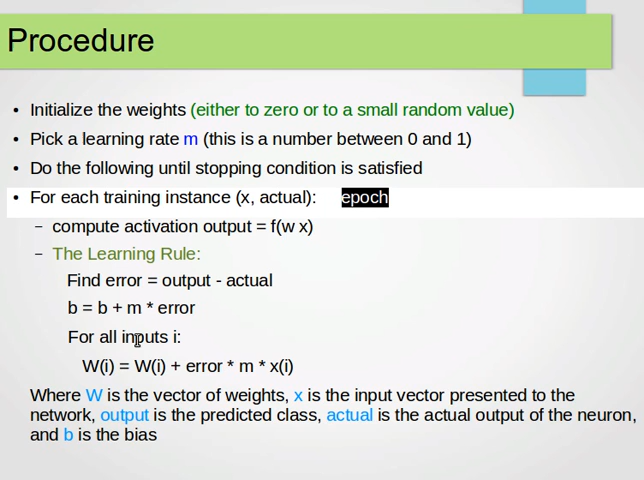 Procedure
• Initialize the weights (either to zero or to a small random value)
• Pick a learning rate m (this is a number between 0 and 1)
• Do the following until stopping condition is satisfied
• For each training instance (x, actual): epoch
– compute activation output = f(w x)
– The Learning Rule:
Find error = output - actual
b = b + m * error
For all inputs i:
W(i) = W(i) + error * m * x(i)
Where W is the vector of weights, x is the input vector presented to the
network, output is the predicted class, actual is the actual output of the neuron,
and b is the bias